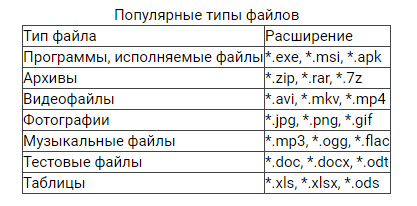 Популярные типы файлов
Тип файла Расширение
Программы, исполняемые файлы *.exe, *.msi, *.apk
Архивы *.zip, *.rar, *.7z
Видеофайлы *.avi, *.mkv, *.mp4
Фотографии *.jpg, *.png, *.gif
Музыкальные файлы *.mp3, *.ogg, *.flac
Тестовые файлы *.doc, *.docx, *.odt
Таблицы *.xls, *.xlsx, *.ods